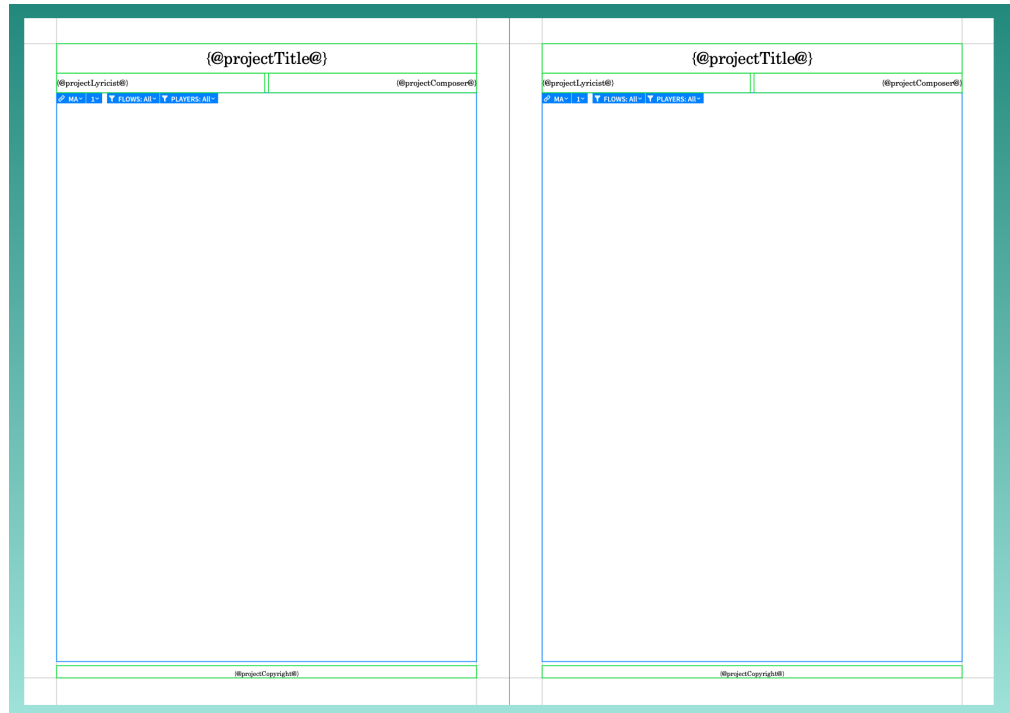 {@projectTitle@}
{@projectLyricist@} {@projectComposer@}
MA 1 FLOWS: All PLAYERS: All
{@projectCopyright@}
{@projectTitle@}
{@projectLyricist@} {@projectComposer@}
MA 1 FLOWS: All PLAYERS: All
{@projectCopyright@}